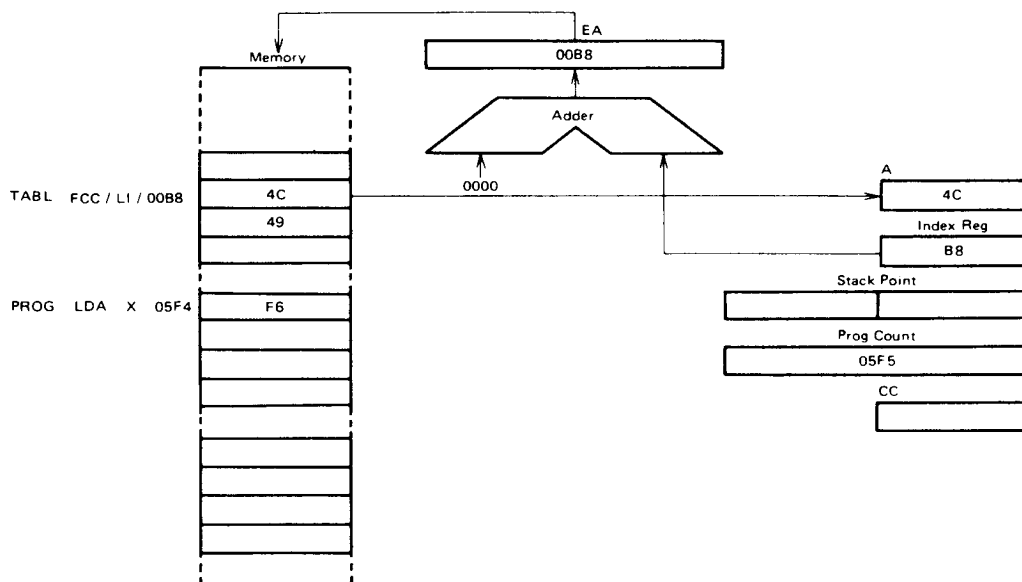 EA
00B8
Memory
Adder
0000
A
TABL FCC / LI / 00B8
4C
4C
49
Index Reg
B8
Stack Point
PROG LDA X 05F4
F6
Prog Count
05F5
CC